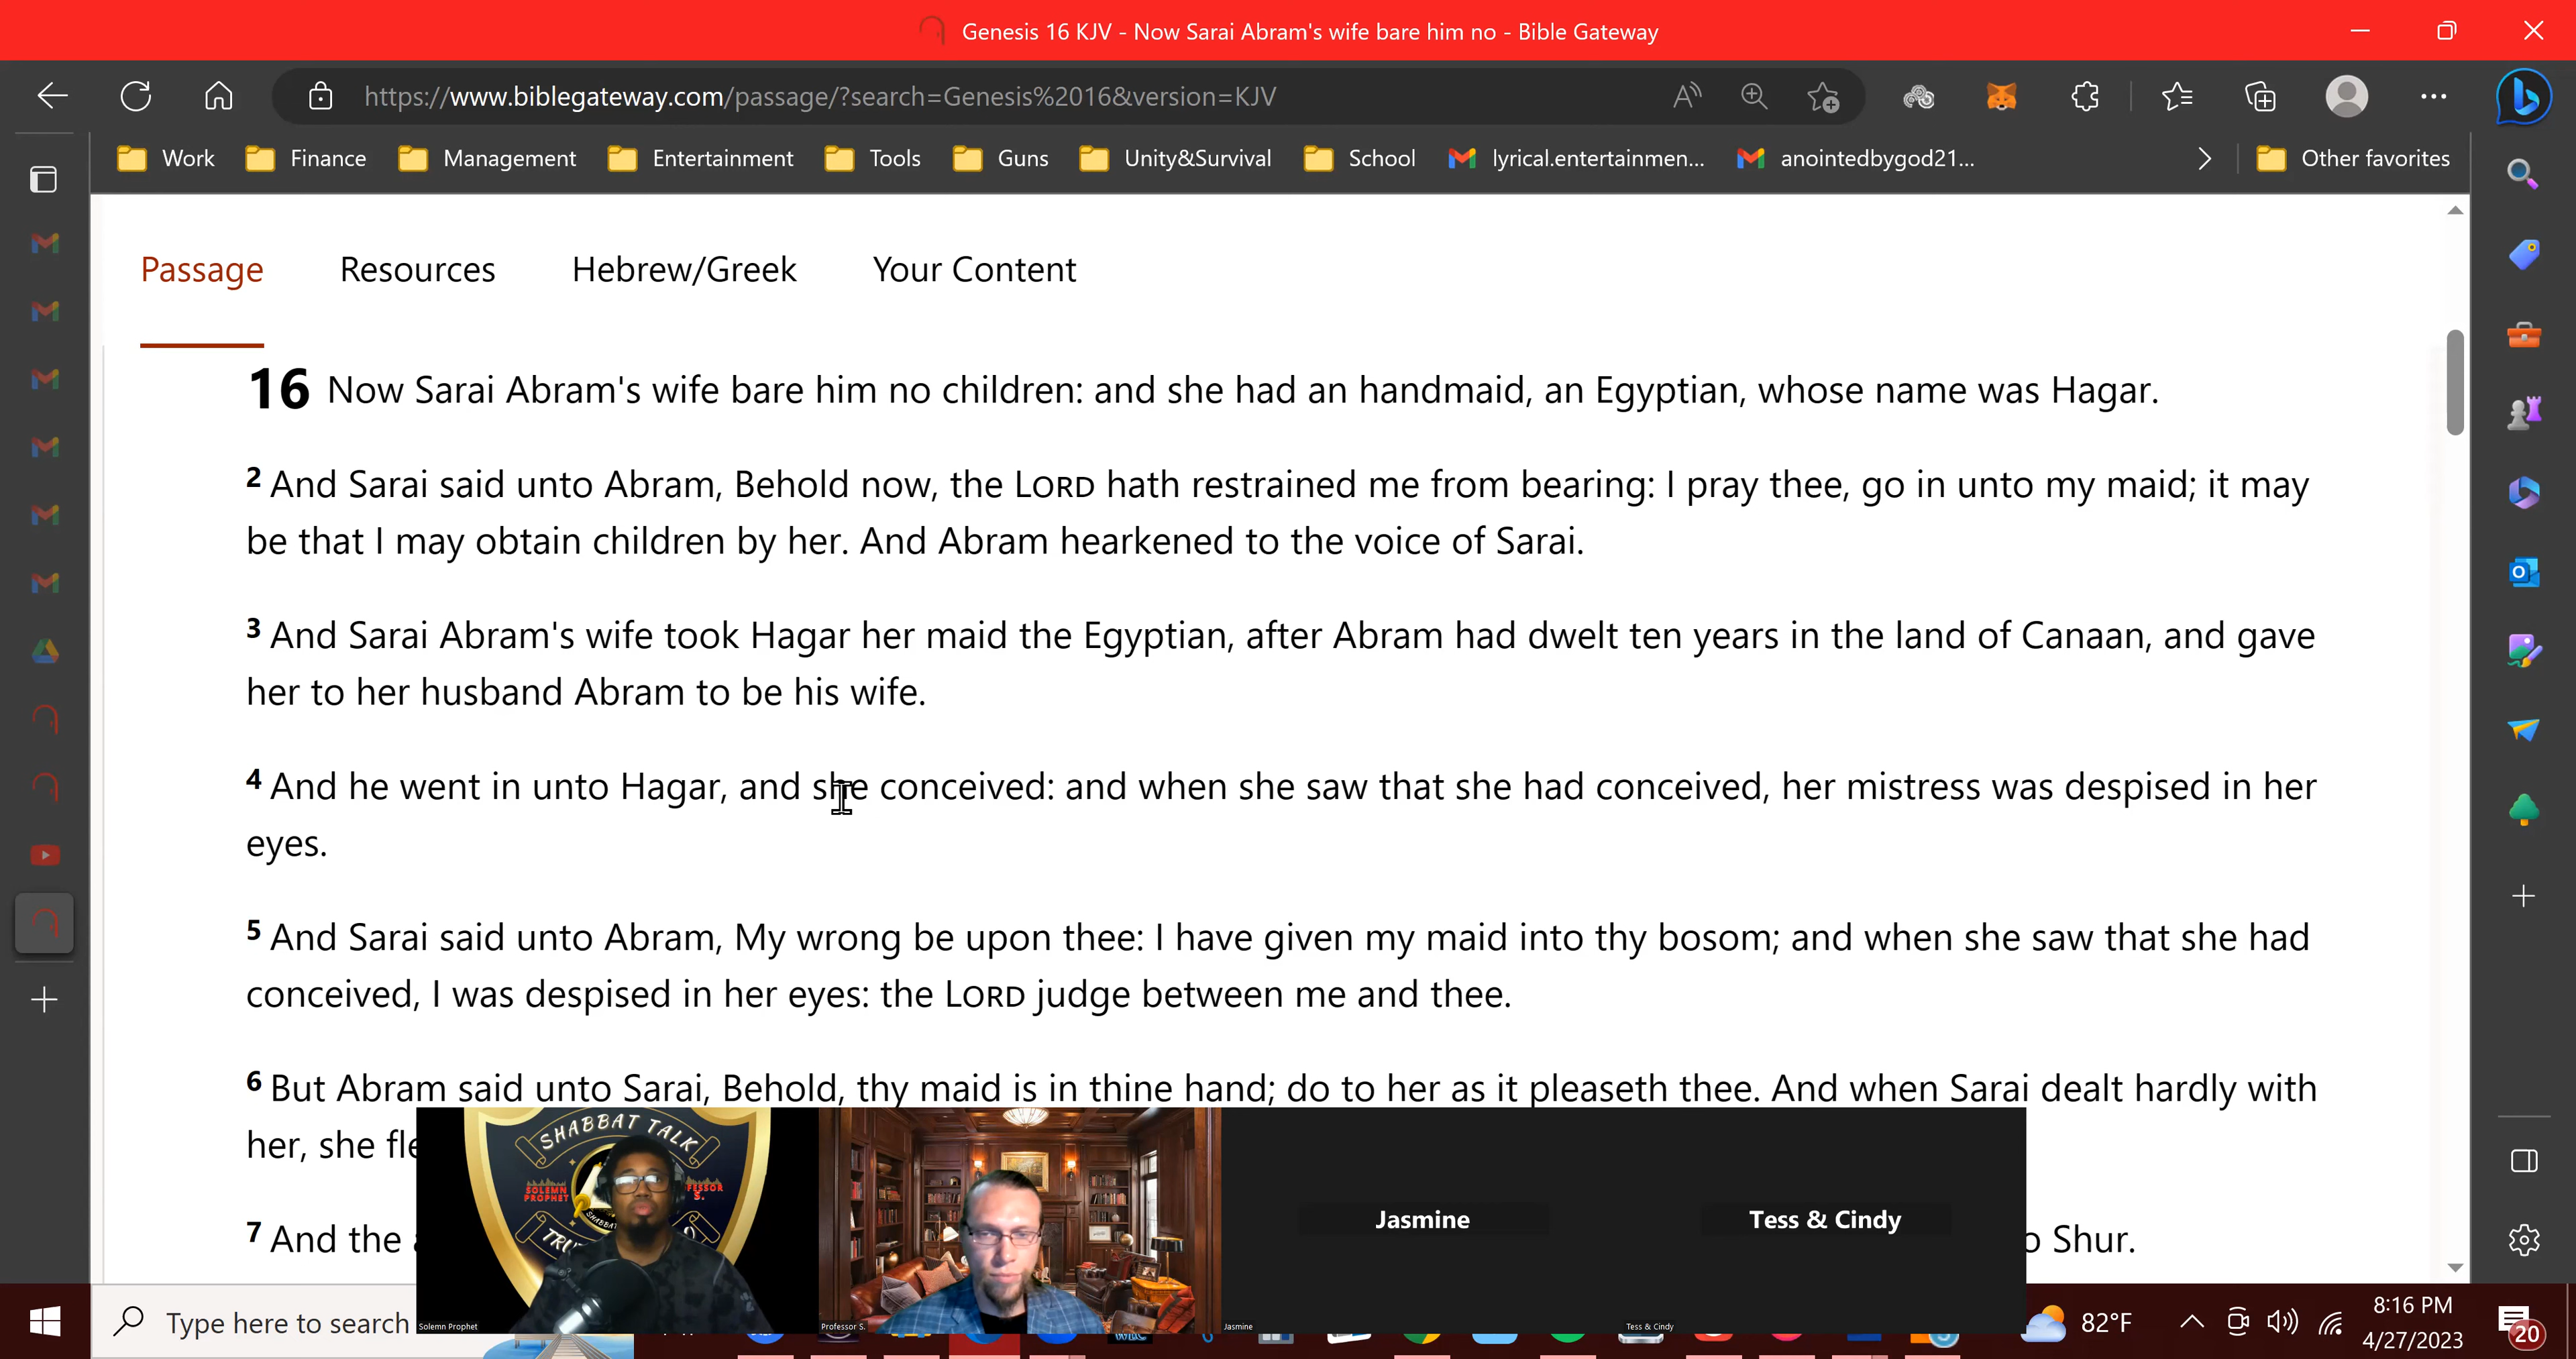 Genesis 16 KJV - Now Sarai Abram's wife bare him no - Bible Gateway
https://www.biblegateway.com/passage/?search=Genesis%2016&version=KJV
Work Finance Management Entertainment Tools Guns Unity&Survival School lyrical.entertainmen... anointedbygod21... Other favorites
Passage Resources Hebrew/Greek Your Content
16 Now Sarai Abram's wife bare him no children: and she had an handmaid, an Egyptian, whose name was Hagar.
2 And Sarai said unto Abram, Behold now, the LORD hath restrained me from bearing: I pray thee, go in unto my maid; it may
be that I may obtain children by her. And Abram hearkened to the voice of Sarai.
3 And Sarai Abram's wife took Hagar her maid the Egyptian, after Abram had dwelt ten years in the land of Canaan, and gave
her to her husband Abram to be his wife.
4 And he went in unto Hagar, and she conceived: and when she saw that she had conceived, her mistress was despised in her
eyes.
5 And Sarai said unto Abram, My wrong be upon thee: I have given my maid into thy bosom; and when she saw that she had
conceived, I was despised in her eyes: the LORD judge between me and thee.
6 But Abram said unto Sarai, Behold, thy maid is in thine hand; do to her as it pleaseth thee. And when Sarai dealt hardly with
her, she
7 And the
Shur.
SHABBAT TALK
SOLEMN
PROPHET
S.
Jasmine
Tess & Cindy
Solemn Prophet
Professor S.
Jasmine
Tess & Cindy
Type here to search
82°F
8:16 PM
4/27/2023
20